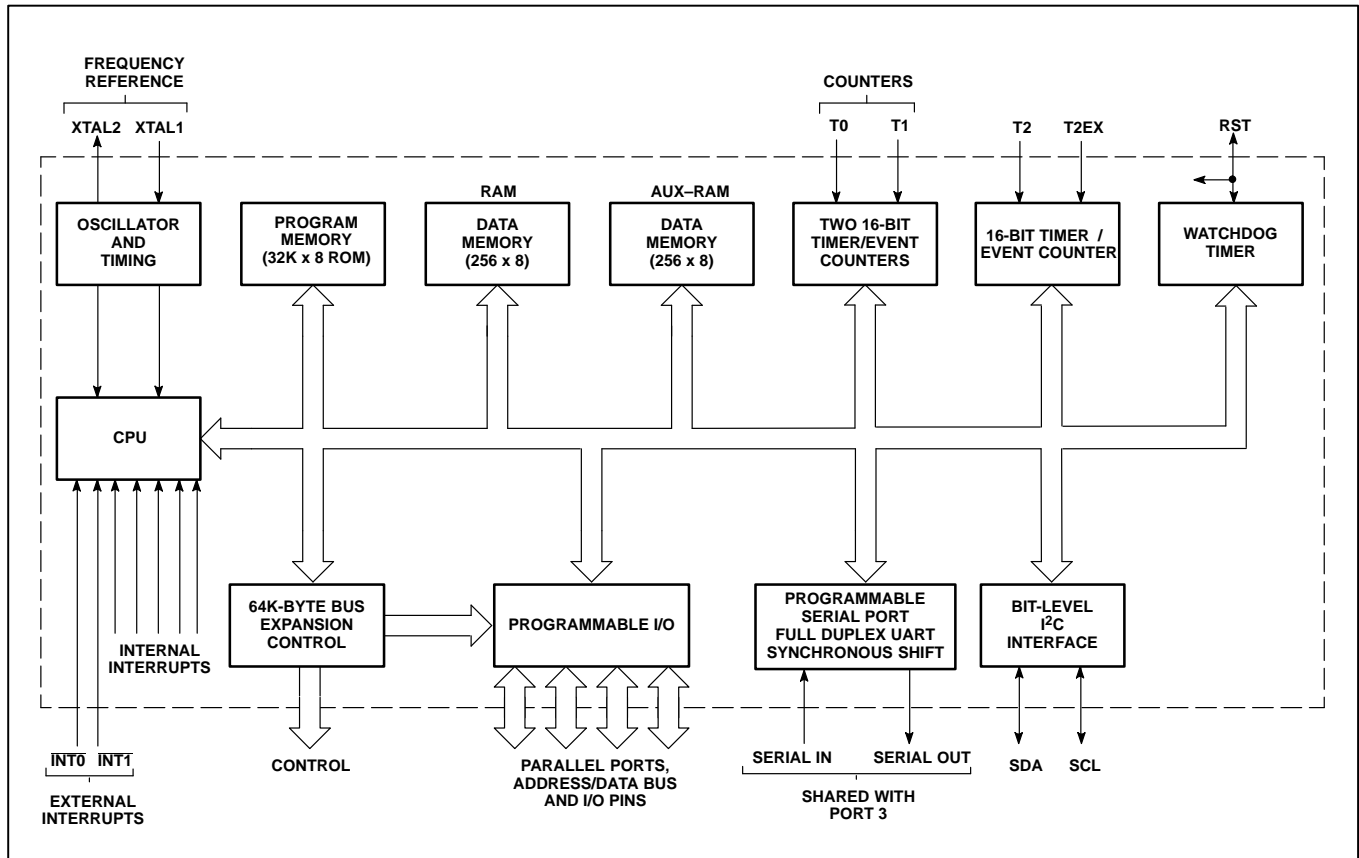 FREQUENCY
REFERENCE
XTAL2 XTAL1
COUNTERS
T0 T1
T2 T2EX
RST
RAM
AUX–RAM
OSCILLATOR
AND
TIMING
PROGRAM
MEMORY
(32K x 8 ROM)
DATA
MEMORY
(256 x 8)
DATA
MEMORY
(256 x 8)
TWO 16-BIT
TIMER/EVENT
COUNTERS
16-BIT TIMER /
EVENT COUNTER
WATCHDOG
TIMER
CPU
INTERNAL
INTERRUPTS
64K-BYTE BUS
EXPANSION
CONTROL
PROGRAMMABLE I/O
PROGRAMMABLE
SERIAL PORT
FULL DUPLEX UART
SYNCHRONOUS SHIFT
BIT-LEVEL
I²C
INTERFACE
INT0 INT1
EXTERNAL
INTERRUPTS
CONTROL
PARALLEL PORTS,
ADDRESS/DATA BUS
AND I/O PINS
SERIAL IN SERIAL OUT
SHARED WITH
PORT 3
SDA SCL